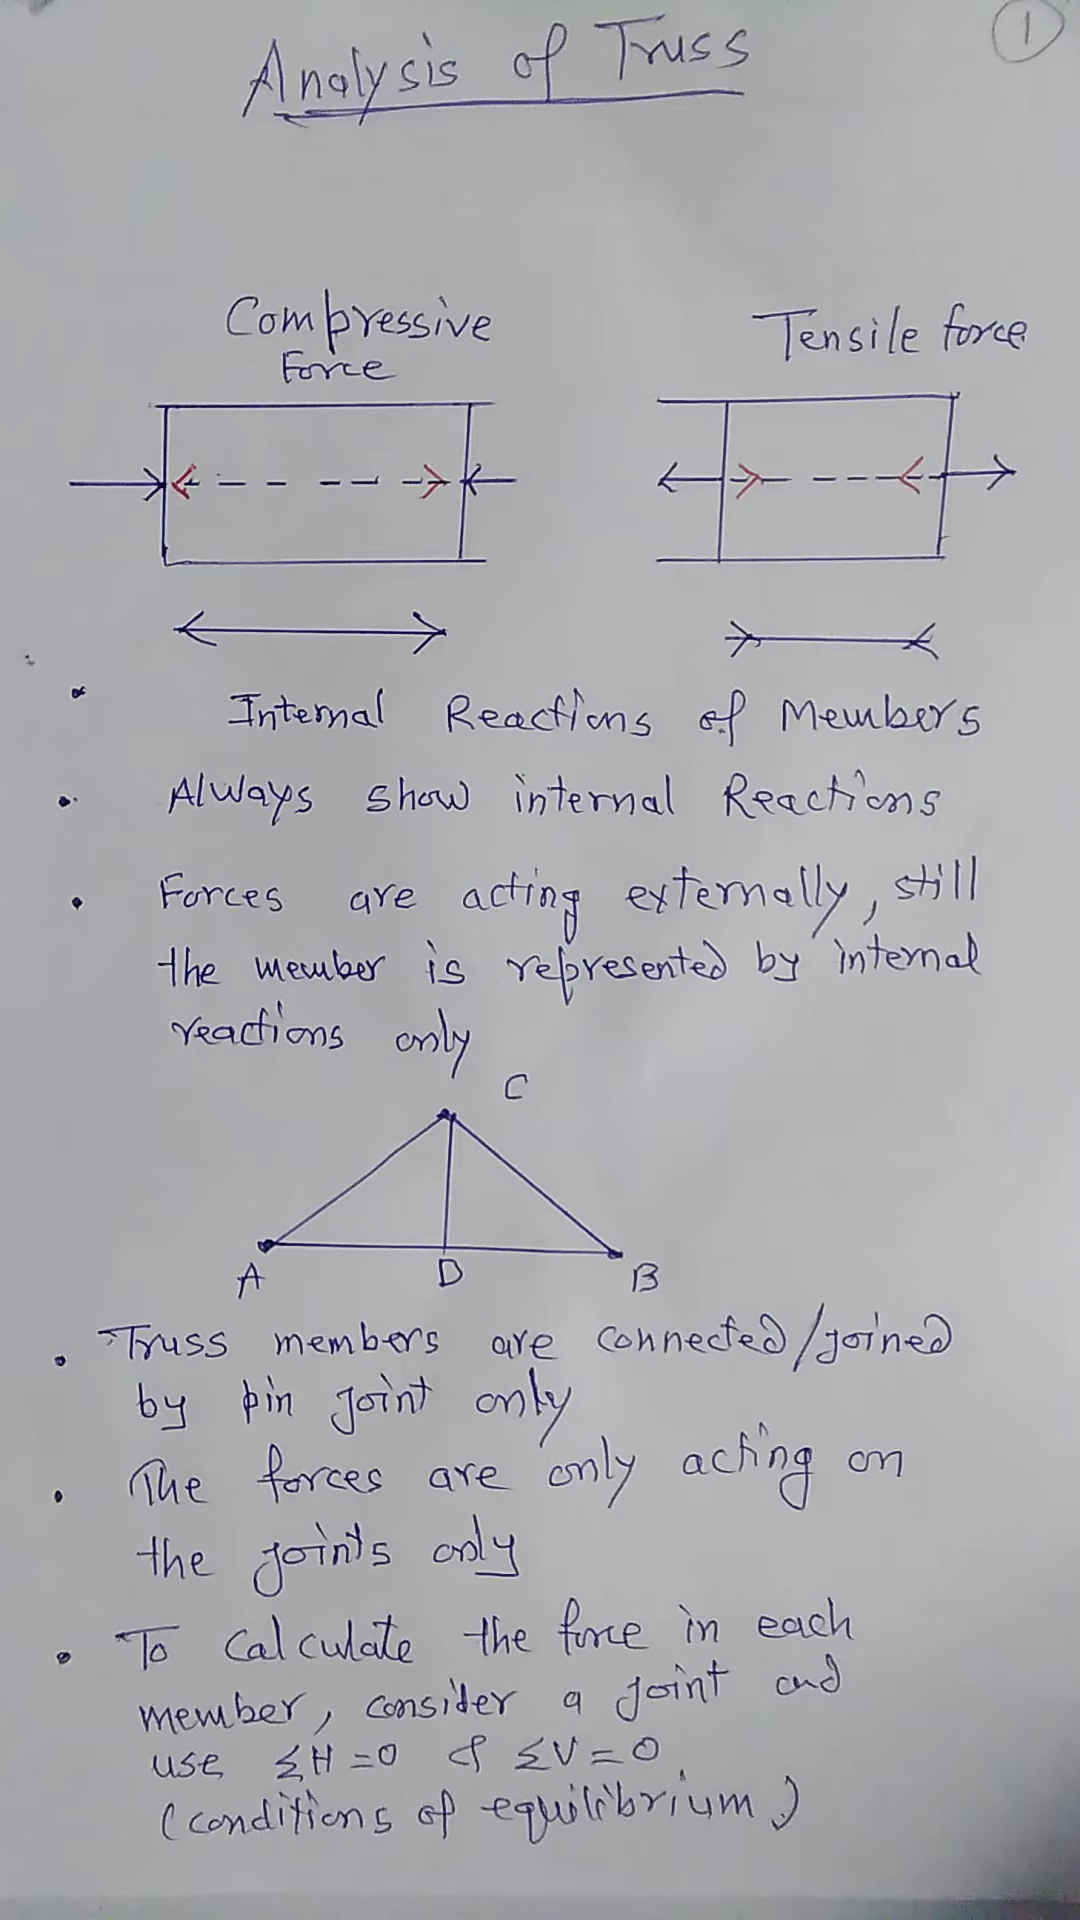 1
Analysis of Truss
Compressive
Force
Tensile force
Internal Reactions of Members
Always show internal Reactions
Forces are acting externally, still
the member is represented by internal
reactions only
C
A D B
Truss members are connected/joined
by pin joint only
The forces are only acting on
the joints only
To calculate the force in each
member, consider a joint and
use ΣH=0 & ΣV=0
(conditions of equilibrium)